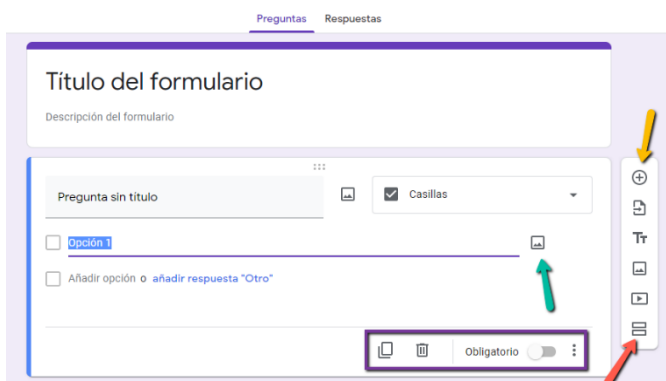 Preguntas Respuestas
Título del formulario
Descripción del formulario
Pregunta sin título
Casillas
Opción 1
Añadir opción o añadir respuesta "Otro"
Obligatorio
Tт